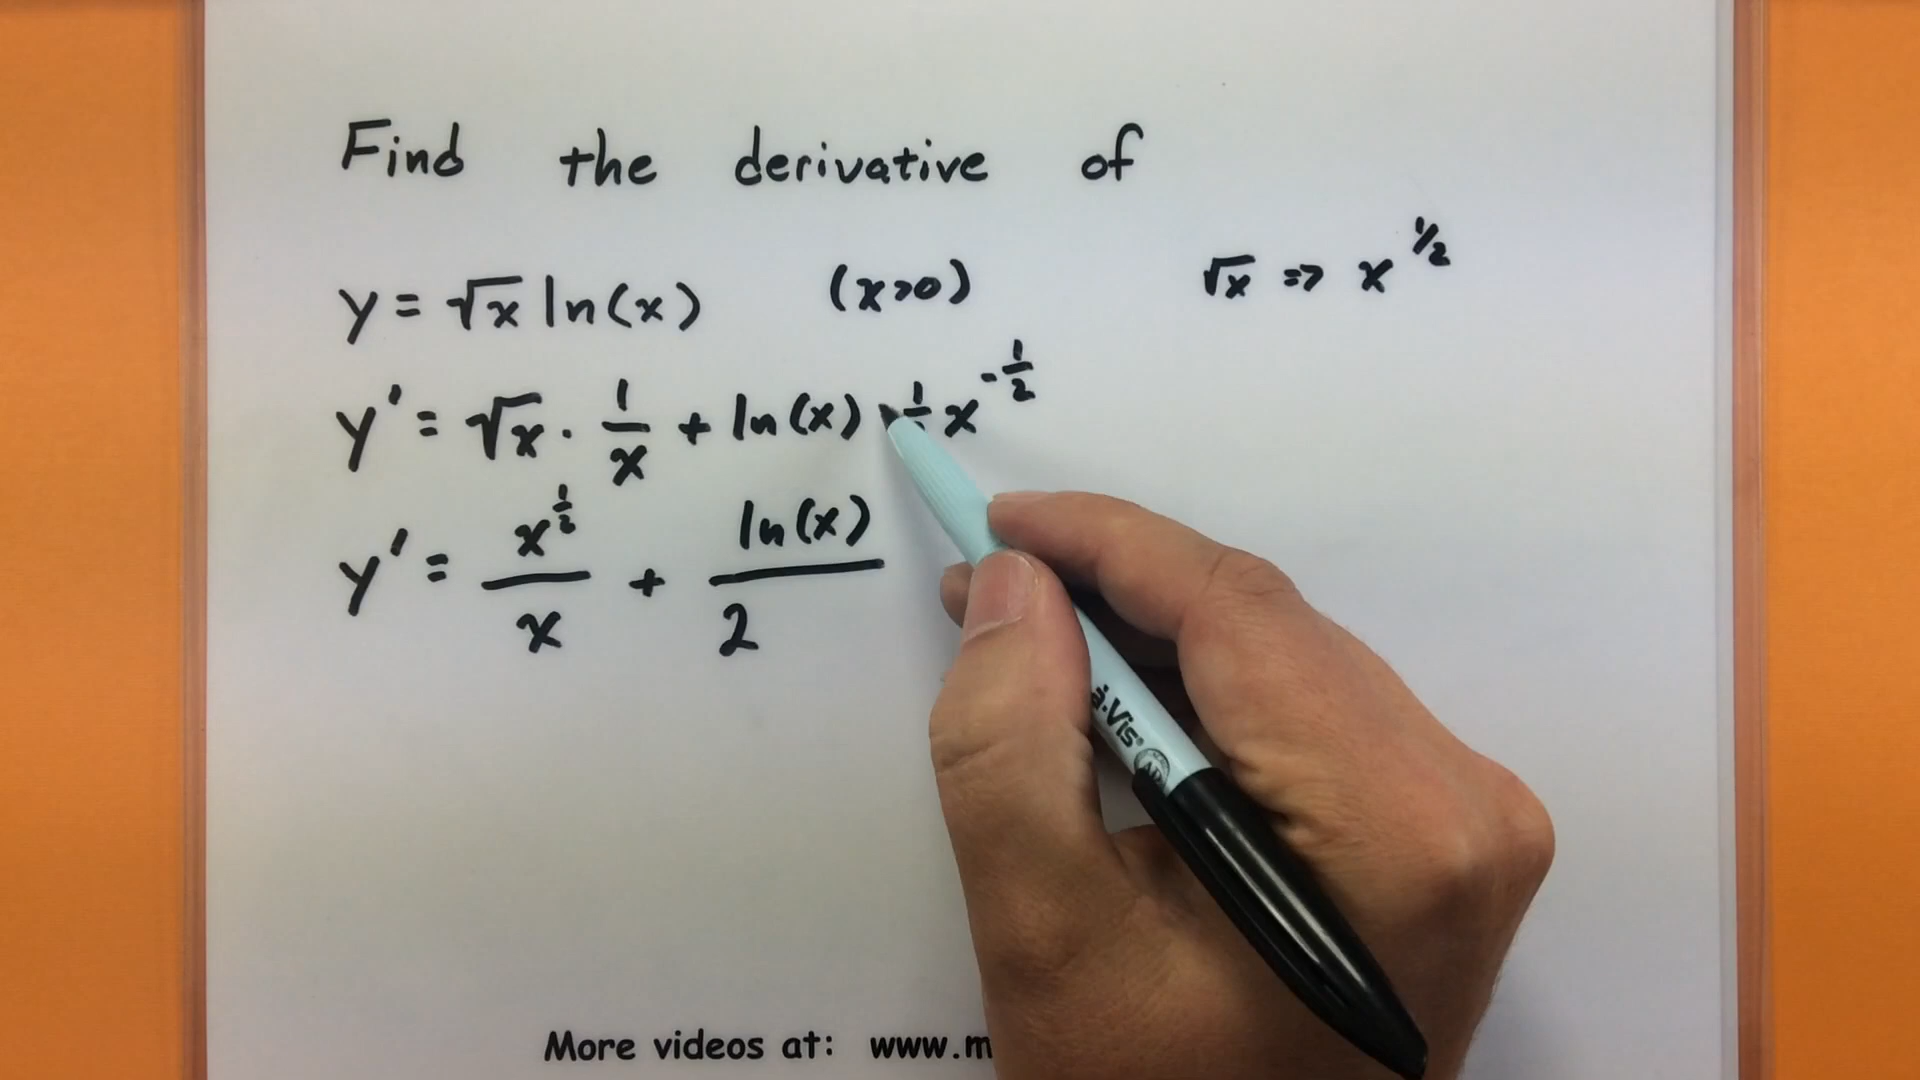 Find the derivative of
y = √x ln(x) (x>0) √x => x^1/2
y' = √x · 1/x + ln(x) 1/ x^-1/2
y' = x^1/2 / x + ln(x) / 2
à·Vis®
More videos at: www.m